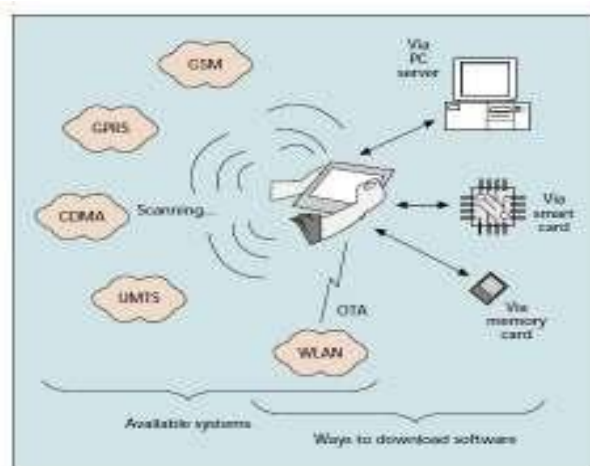 GSM
Via
PC
server
GPRS
CDMA
Scanning...
Via
smart
card
UMTS
OTA
Via
memory
card
WLAN
Available systems
Ways to download software